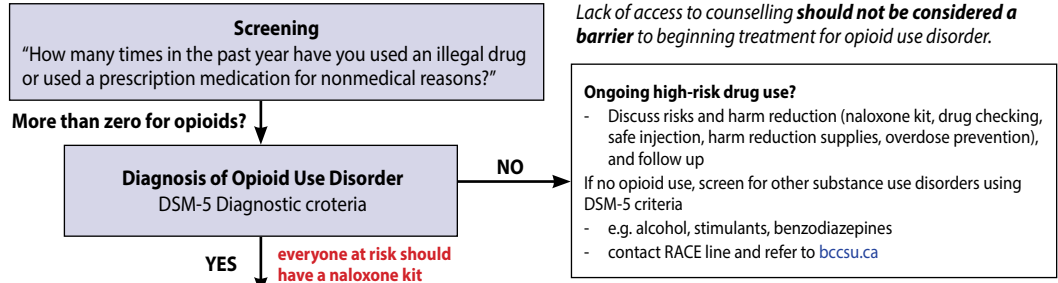 Screening
“How many times in the past year have you used an illegal drug
or used a prescription medication for nonmedical reasons?”
Lack of access to counselling should not be considered a
barrier to beginning treatment for opioid use disorder.
More than zero for opioids?
Diagnosis of Opioid Use Disorder
DSM-5 Diagnostic croteria
NO
Ongoing high-risk drug use?
- Discuss risks and harm reduction (naloxone kit, drug checking,
safe injection, harm reduction supplies, overdose prevention),
and follow up
If no opioid use, screen for other substance use disorders using
DSM-5 criteria
- e.g. alcohol, stimulants, benzodiazepines
- contact RACE line and refer to bccsu.ca
YES
everyone at risk should
have a naloxone kit